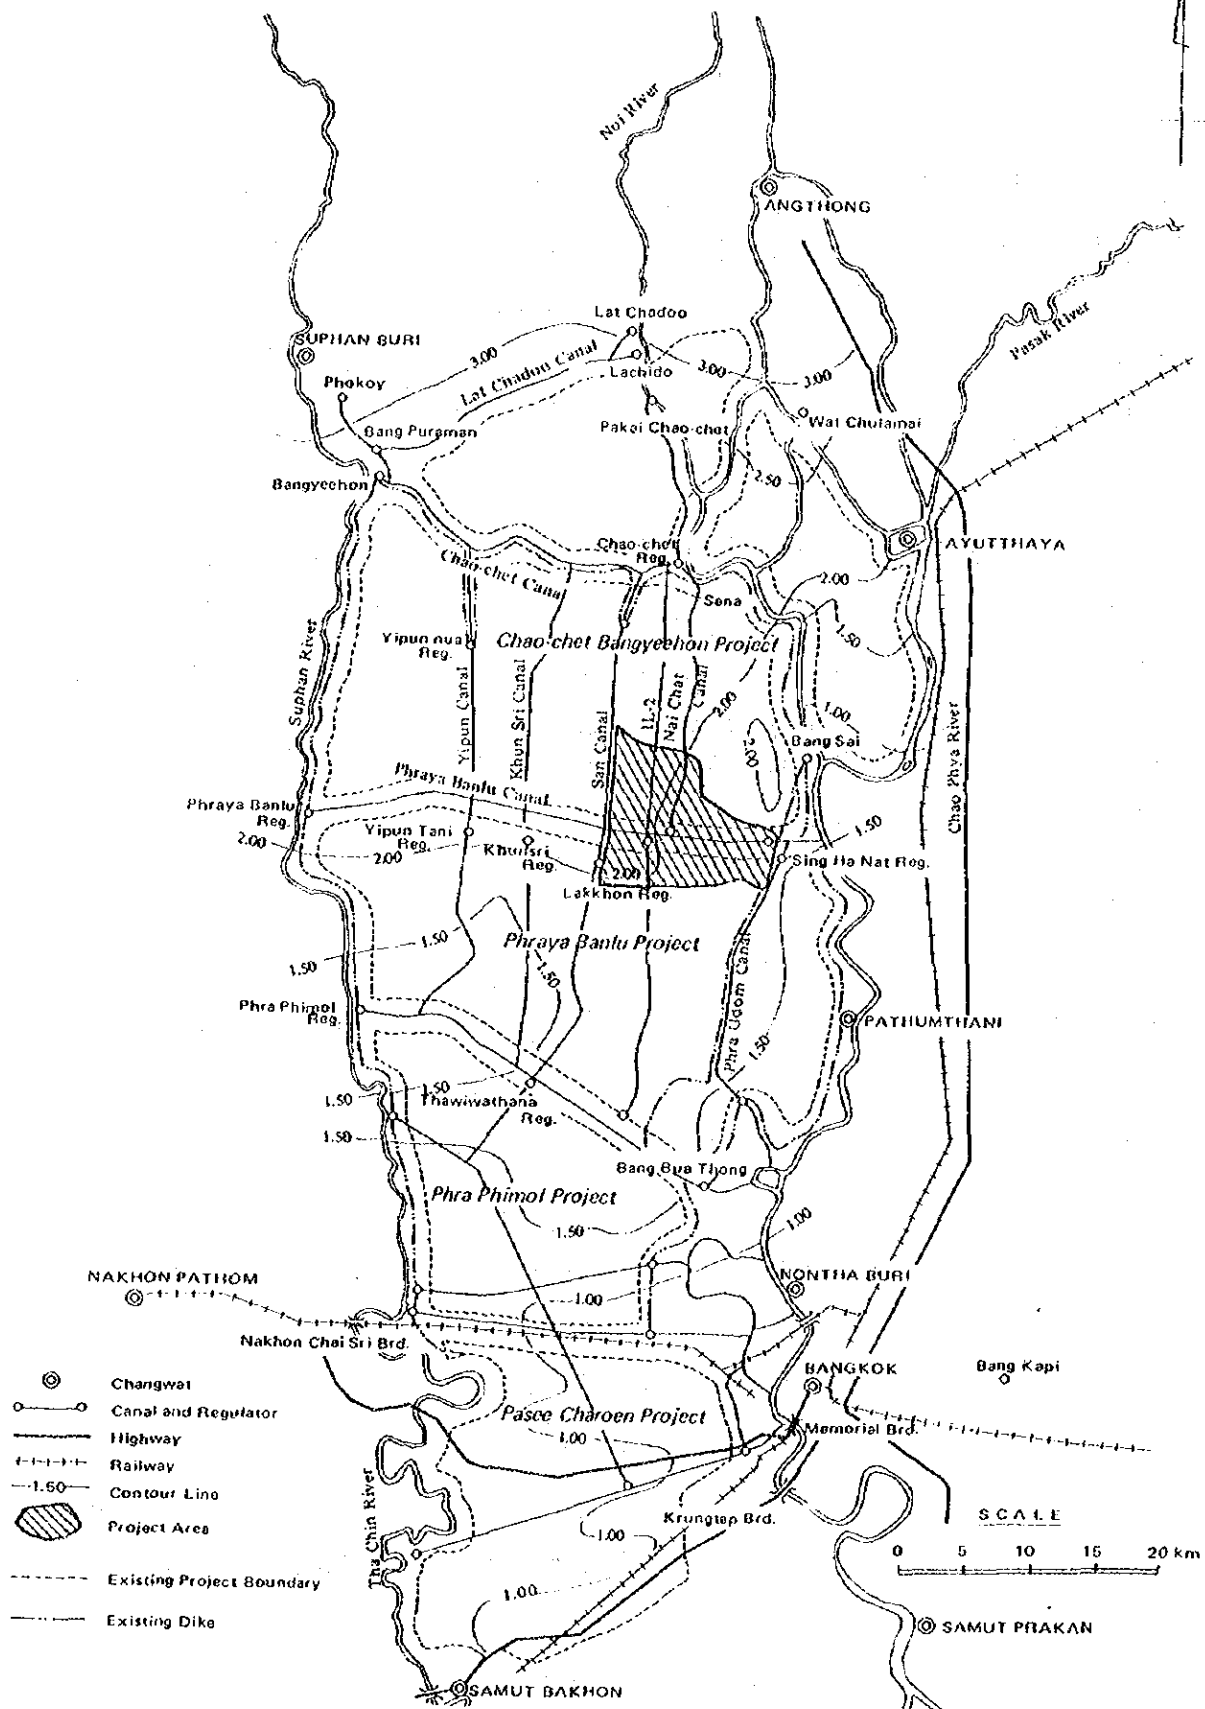 Noi River
ANGTHONG
Pasak River
Lat Chadoo
SUPHAN BURI
3.00
Lat Chadoo Canal
Lachido
3.00
3.00
Phokoy
Pakai Chao-chet
Wat Chulamai
Bang Puraman
2.50
Bangyeehon
Chao-chet
Reg.
AYUTTHAYA
Chao-chet Canal
2.00
Sena
1.50
Yipun nua
Reg.
Chao-chet Bangyeehon Project
Suphan River
Yipun Canal
Khun Sri Canal
San Canal
1L-2
Nai Chat
Canal
2.00
1.00
2.00
Bang Sai
Chao Phya River
Phraya Banlu Canal
Phraya Banlu
Reg.
2.00
2.00
Yipun Tani
Reg.
Khunsri
Reg.
2.00
1.50
Sing Ha Nat Reg.
Lakkhon Reg.
Phraya Banlu Project
1.50
1.50
1.50
Phra Udom Canal
Phra Phimol
Reg.
PATHUMTHANI
1.50
1.50
1.50
Thawiwathana
Reg.
1.50
Bang Bua Thong
Phra Phimol Project
1.50
1.00
NAKHON PATHOM
NONTHA BURI
1.00
Nakhon Chai Sri Brd.
BANGKOK
Bang Kapi
Changwat
Canal and Regulator
Pasee Charoen Project
Memorial Brd.
Highway
1.00
Railway
1.50
Contour Line
Project Area
Tha Chin River
Krungtep Brd.
SCALE
1.00
0 5 10 15 20 km
Existing Project Boundary
1.00
Existing Dike
SAMUT PRAKAN
SAMUT BAKHON